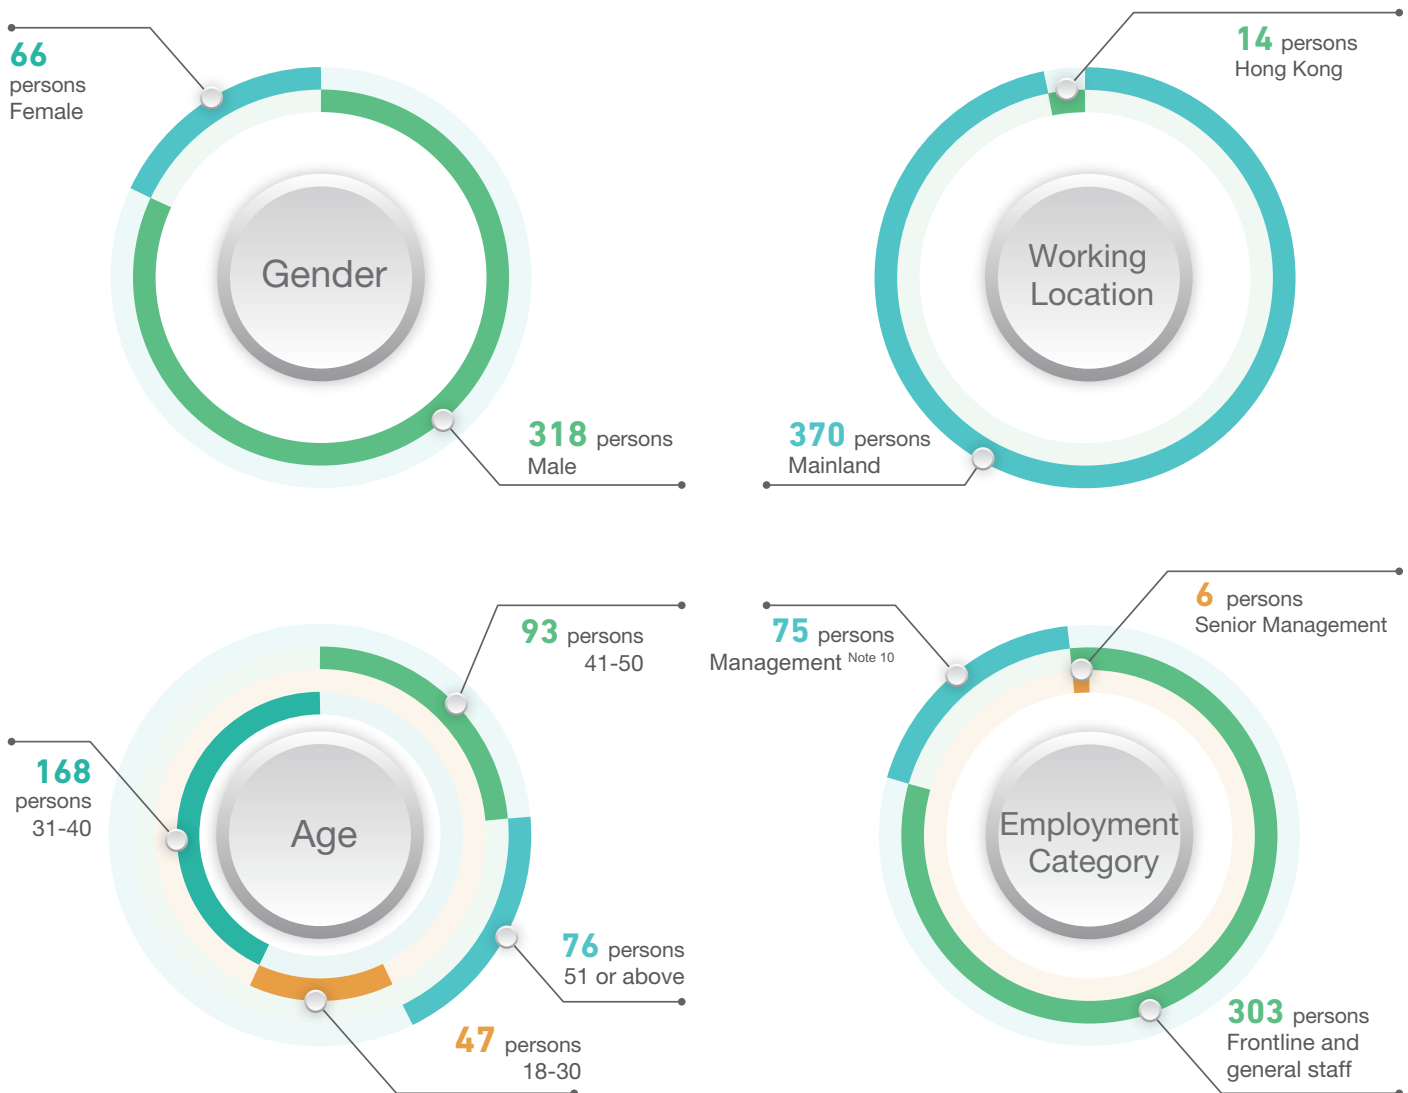 66
persons
Female
Gender
318 persons
Male
14 persons
Hong Kong
Working
Location
370 persons
Mainland
93 persons
41-50
168
persons
31-40
Age
76 persons
51 or above
47 persons
18-30
6 persons
Senior Management
75 persons
Management Note 10
Employment
Category
303 persons
Frontline and
general staff